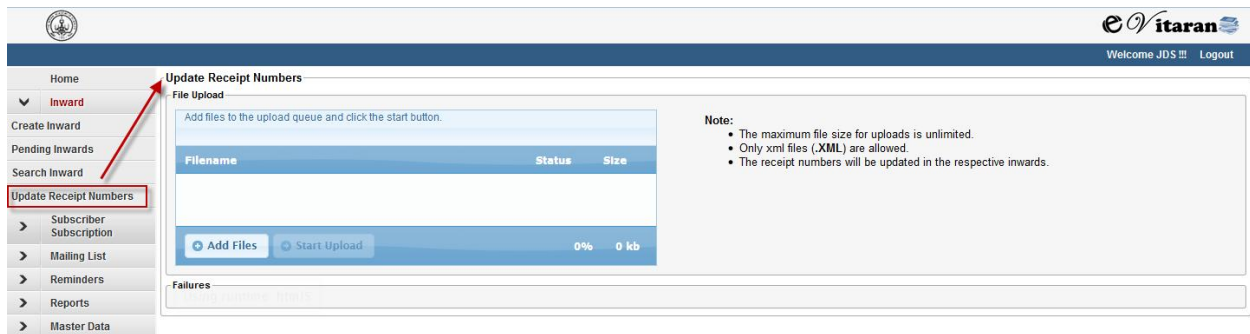 eVitaran
Welcome JDS !!! Logout
Home
Inward
Create Inward
Pending Inwards
Search Inward
Update Receipt Numbers
Subscriber
Subscription
Mailing List
Reminders
Reports
Master Data
Update Receipt Numbers
File Upload
Add files to the upload queue and click the start button.
Filename Status Size
Add Files Start Upload 0% 0 kb
Note:
• The maximum file size for uploads is unlimited.
• Only xml files (.XML) are allowed.
• The receipt numbers will be updated in the respective inwards.
Failures